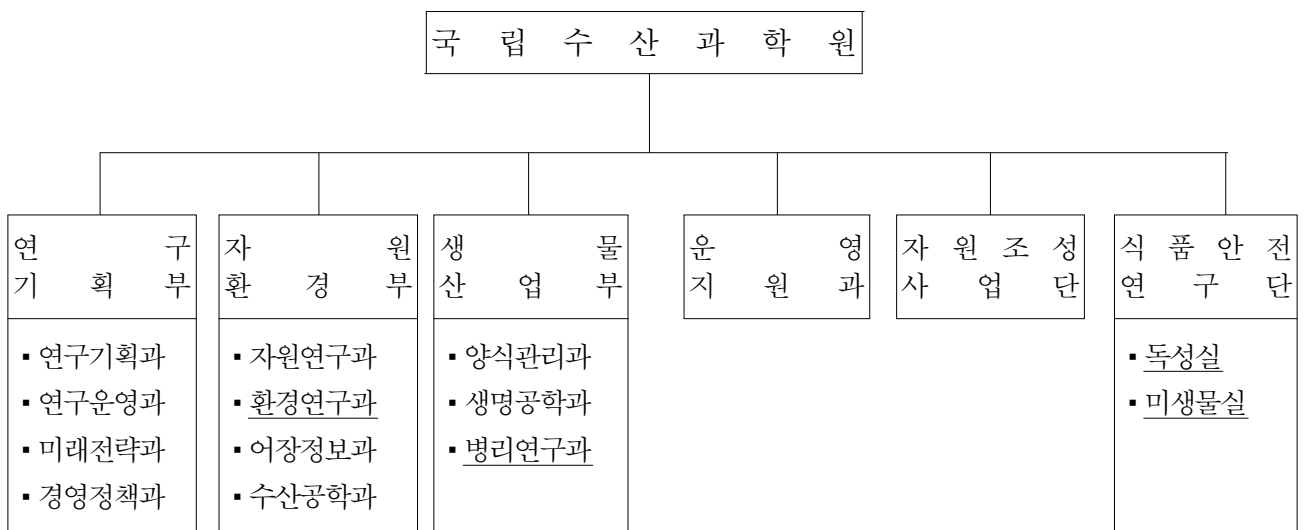 국 립 수 산 과 학 원
연 구
기 획 부
▪ 연구기획과
▪ 연구운영과
▪ 미래전략과
▪ 경영정책과
자 원
환 경 부
▪ 자원연구과
▪ 환경연구과
▪ 어장정보과
▪ 수산공학과
생 물
산 업 부
▪ 양식관리과
▪ 생명공학과
▪ 병리연구과
운 영
지 원 과
자 원 조 성
사 업 단
식 품 안 전
연 구 단
▪ 독성실
▪ 미생물실